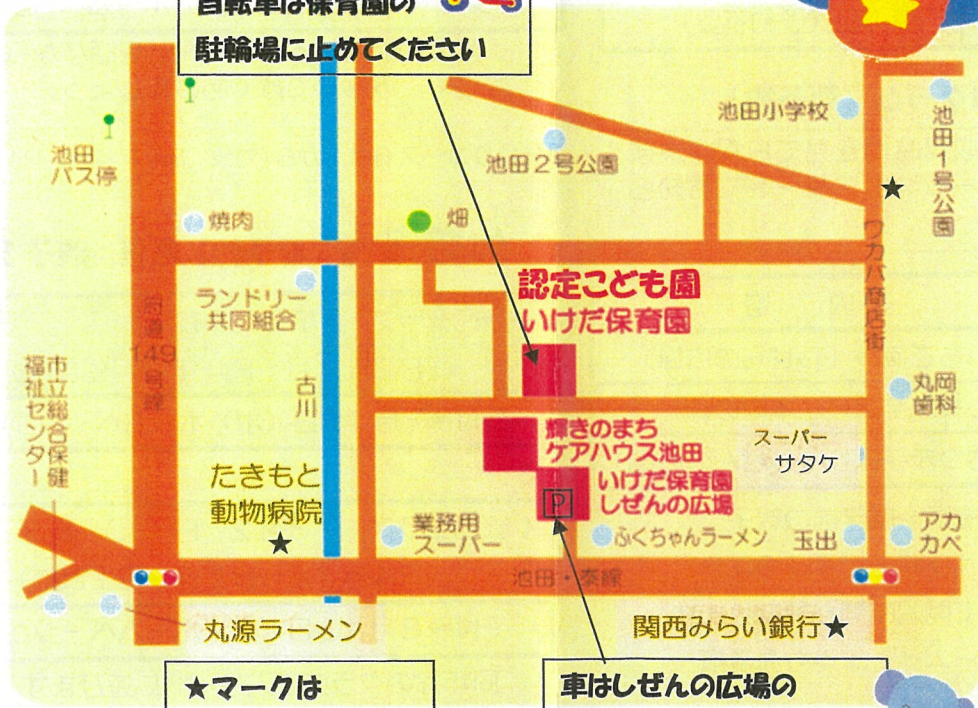 自転車は保育園の
駐輪場に止めてください
池田小学校
池田1号公園
池田
バス停
池田2号公園
焼肉
畑
ワカバ商店街
ランドリー
共同組合
認定こども園
いけだ保育園
府道149号線
市立総合保健
福祉センター
古川
丸岡
歯科
輝きのまち
ケアハウス池田
スーパー
サタケ
たきもと
動物病院
★
いけだ保育園
しぜんの広場
P
業務用
スーパー
ふくちゃんラーメン
玉出
アカ
カベ
池田・秦線
丸源ラーメン
関西みらい銀行★
★マークは
車はしぜんの広場の